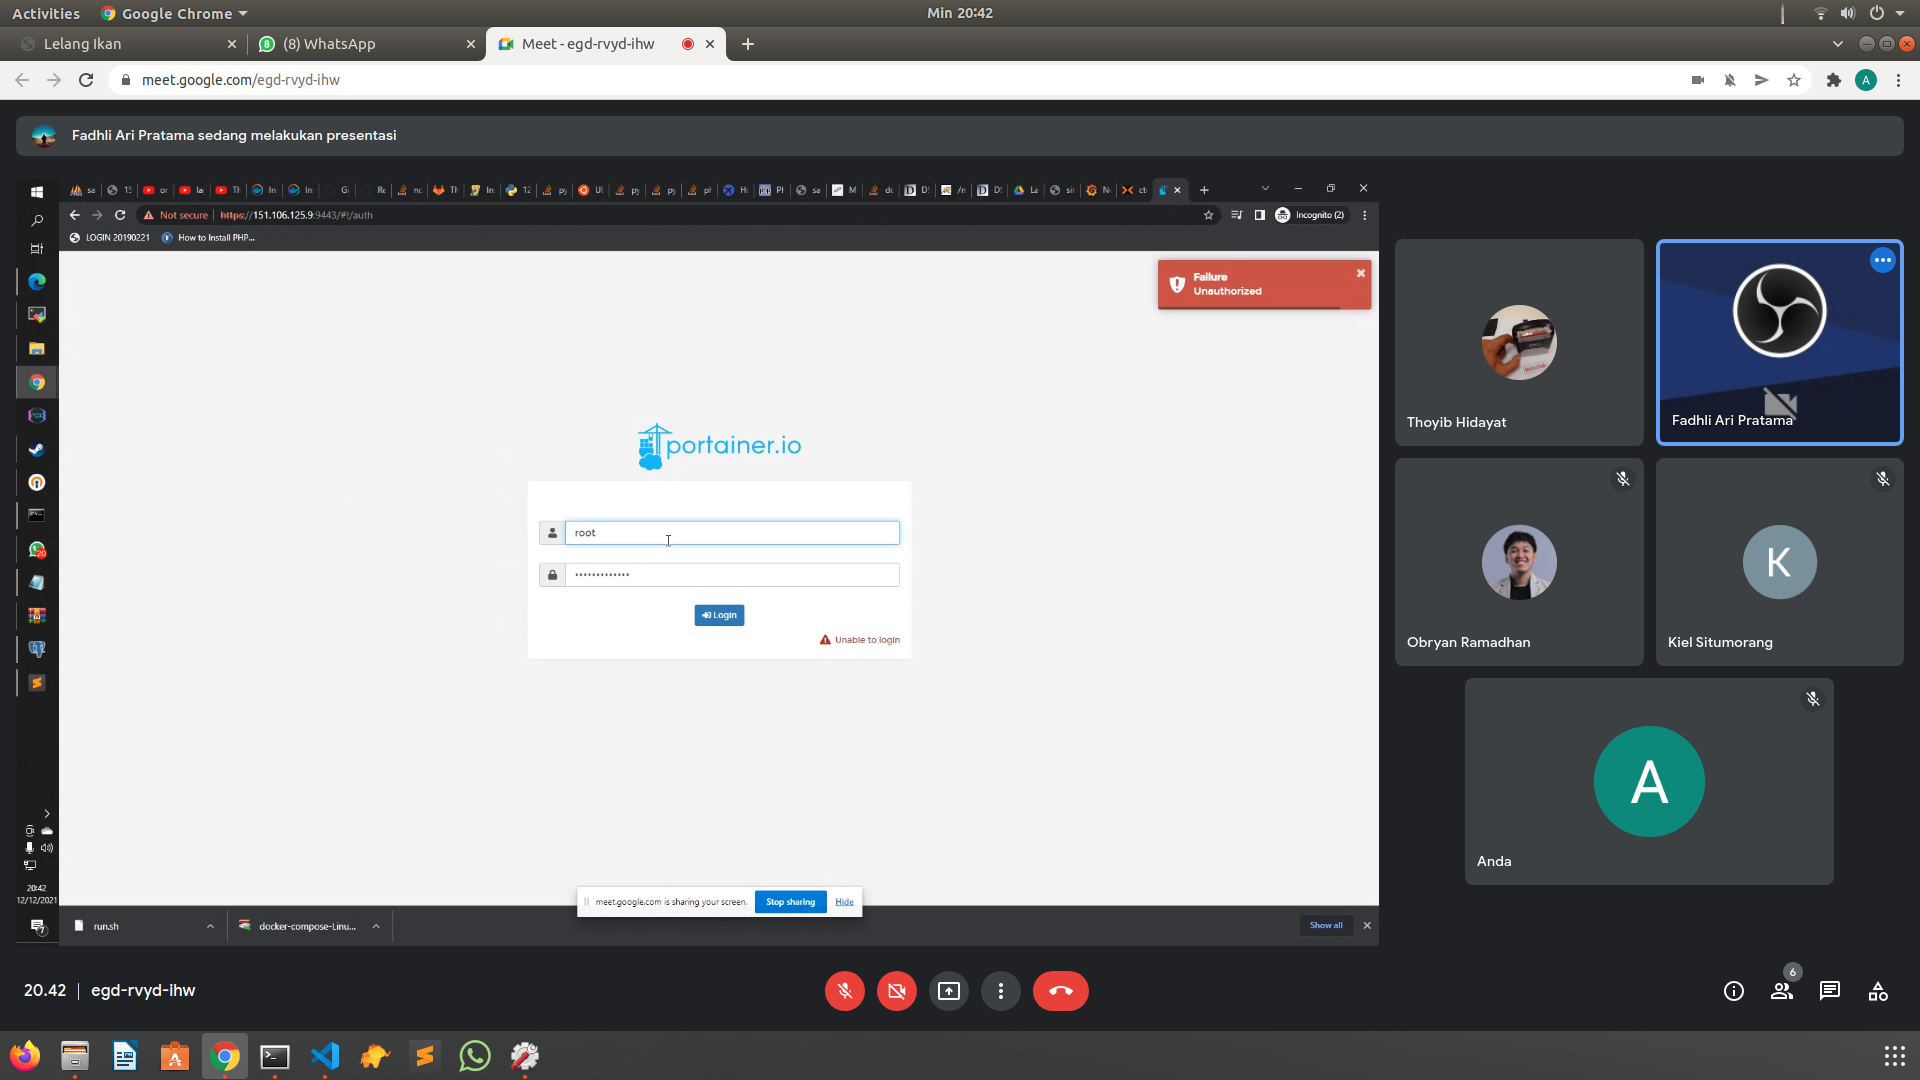 Activities
Google Chrome
Min 20:42
Lelang Ikan
(8) WhatsApp
Meet - egd-rvyd-ihw
meet.google.com/egd-rvyd-ihw
A
Fadhli Ari Pratama sedang melakukan presentasi
Not secure
https://151.106.125.9:9443/#!/auth
Incognito (2)
LOGIN 20190221
How to Install PHP...
Failure
Unauthorized
portainer.io
root
Login
Unable to login
Thoyib Hidayat
Fadhli Ari Pratama
Obryan Ramadhan
K
Kiel Situmorang
A
Anda
20:42
12/12/2021
meet.google.com is sharing your screen.
Stop sharing
Hide
run.sh
docker-compose-Linu...
Show all
20.42
egd-rvyd-ihw
6